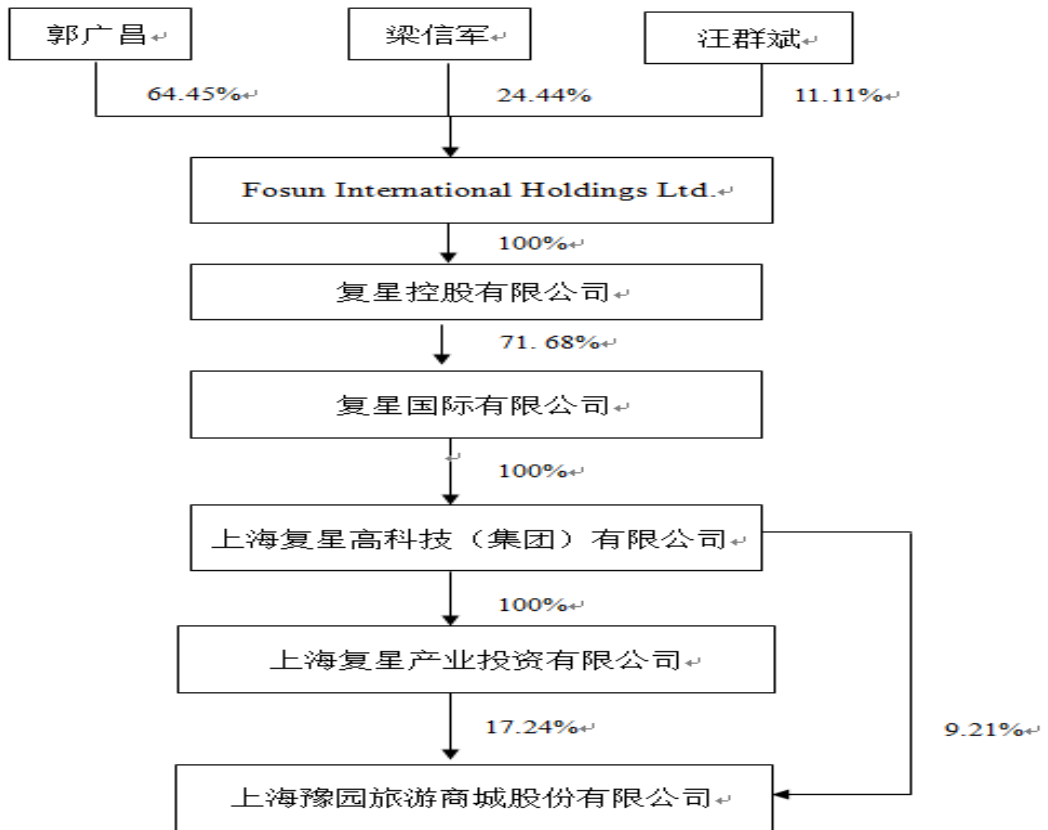 郭广昌
梁信军
汪群斌
64.45%
24.44%
11.11%
Fosun International Holdings Ltd.
100%
复星控股有限公司
71. 68%
复星国际有限公司
100%
上海复星高科技（集团）有限公司
100%
上海复星产业投资有限公司
17.24%
9.21%
上海豫园旅游商城股份有限公司